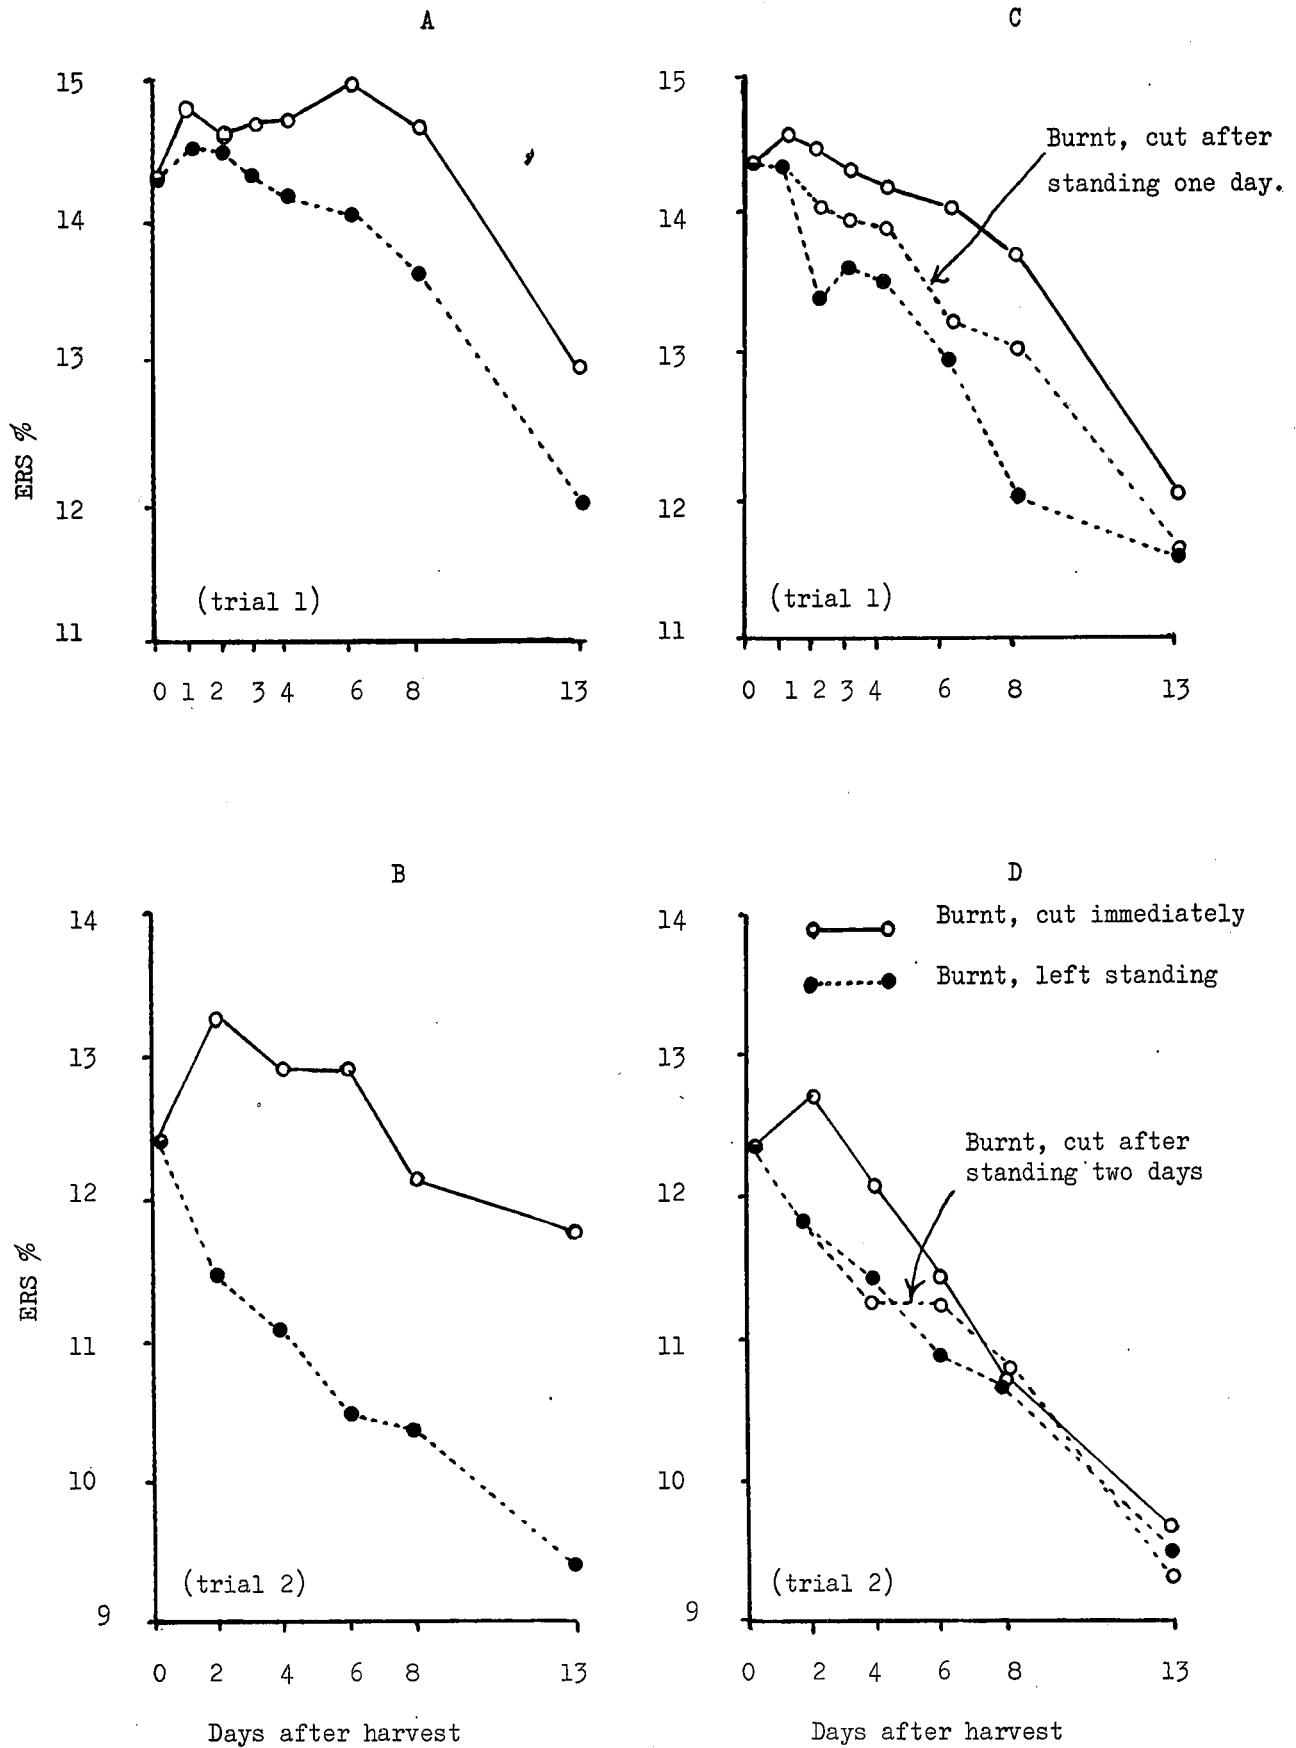 A
15
14
13
12
11
ERS %
(trial 1)
0 1 2 3 4 6 8 13
C
15
14
13
12
11
Burnt, cut after
standing one day.
(trial 1)
0 1 2 3 4 6 8 13
B
14
13
12
11
10
9
ERS %
(trial 2)
0 2 4 6 8 13
Days after harvest
D
14
13
12
11
10
9
Burnt, cut immediately
Burnt, left standing
Burnt, cut after
standing two days
(trial 2)
0 2 4 6 8 13
Days after harvest